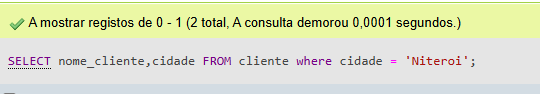 A mostrar registos de 0 - 1 (2 total, A consulta demorou 0,0001 segundos.)
SELECT nome_cliente,cidade FROM cliente where cidade = 'Niteroi';